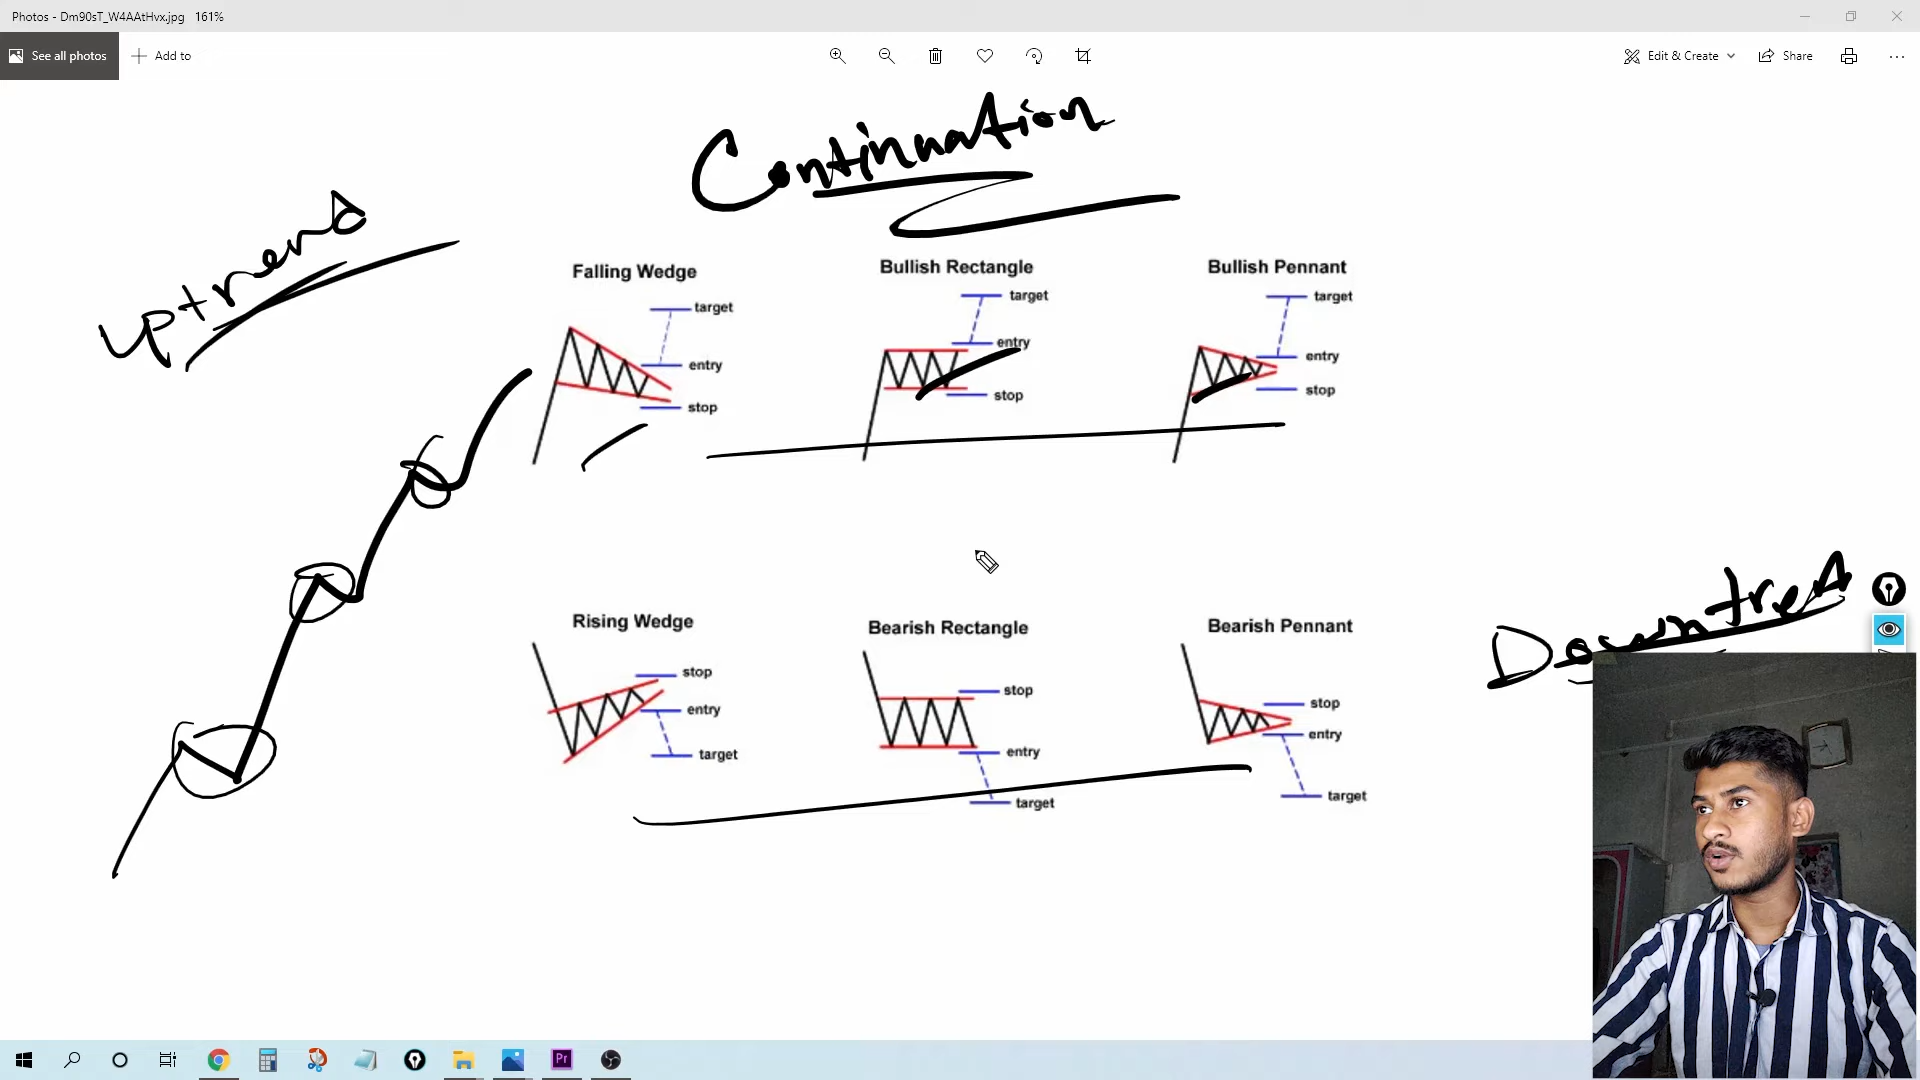 Photos - Dm90sT_W4AAtHvx.jpg 161%
See all photos
Add to
Edit & Create
Share
Continuation
uptrend
Falling Wedge
target
entry
stop
Bullish Rectangle
target
entry
stop
Bullish Pennant
target
entry
stop
Rising Wedge
stop
entry
target
Bearish Rectangle
stop
entry
target
Bearish Pennant
stop
entry
target
Pr